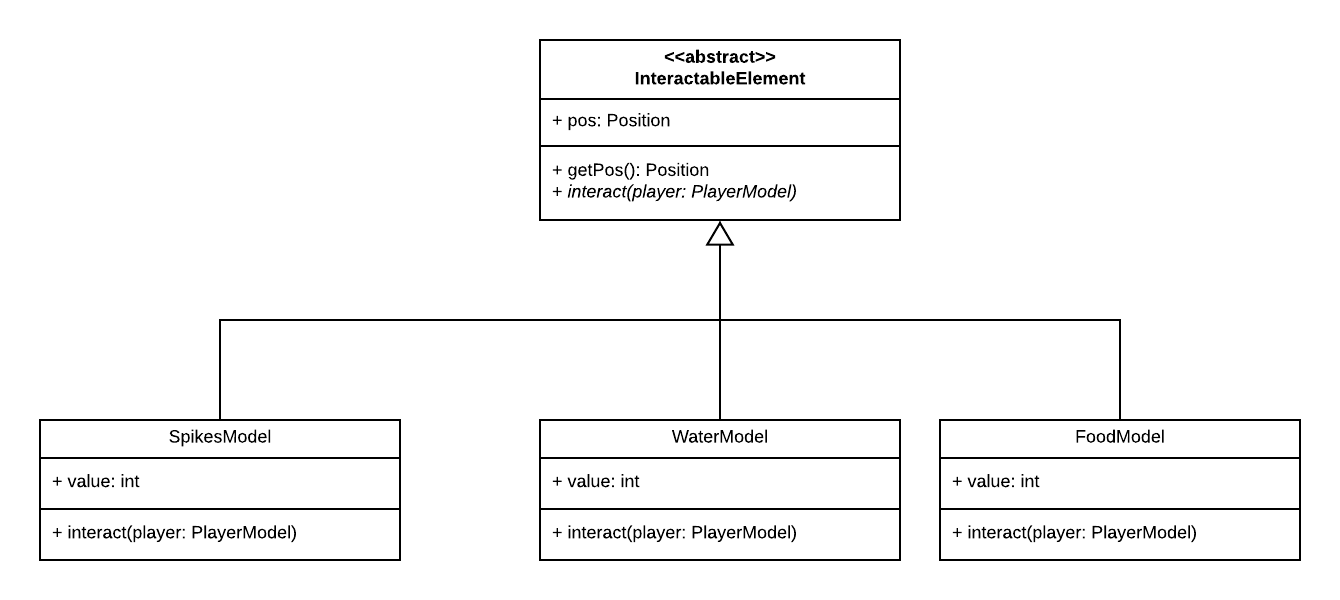 <<abstract>>
InteractableElement
+ pos: Position
+ getPos(): Position
+ interact(player: PlayerModel)
SpikesModel
+ value: int
+ interact(player: PlayerModel)
WaterModel
+ value: int
+ interact(player: PlayerModel)
FoodModel
+ value: int
+ interact(player: PlayerModel)